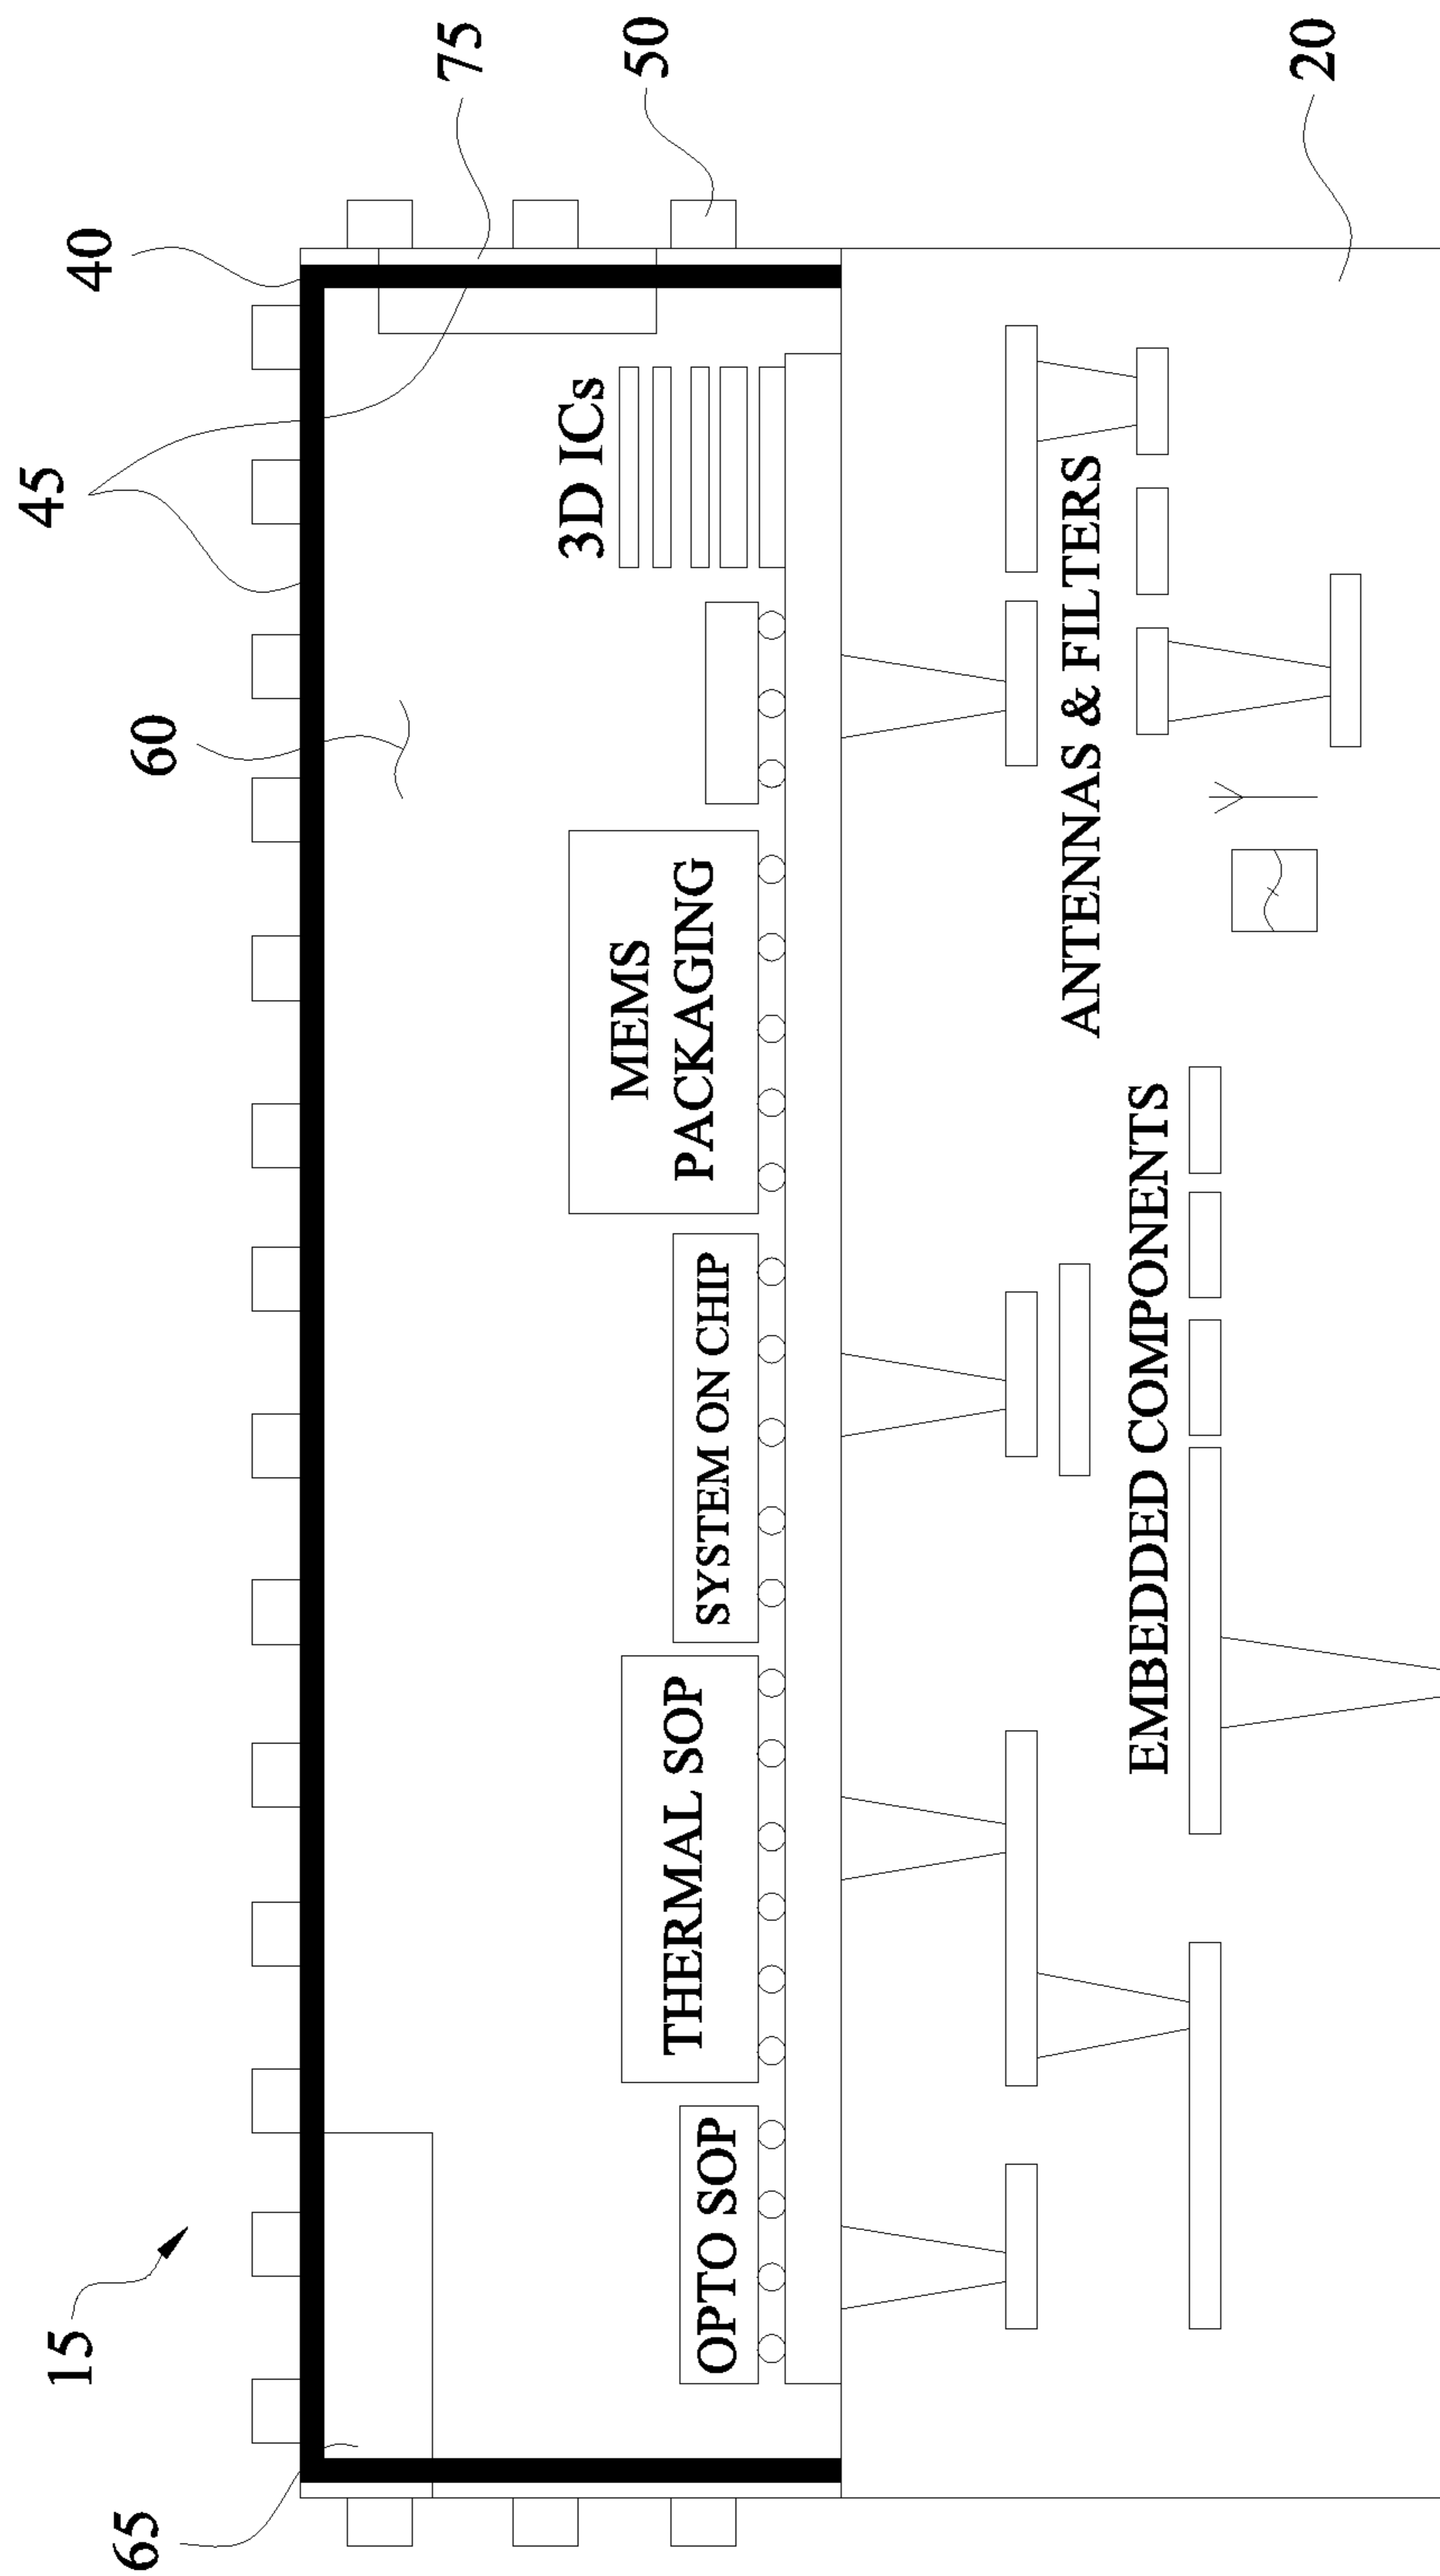 15
65
60
45
40
75
50
20
3D ICs
MEMS
PACKAGING
SYSTEM ON CHIP
THERMAL SOP
OPTO SOP
ANTENNAS & FILTERS
EMBEDDED COMPONENTS